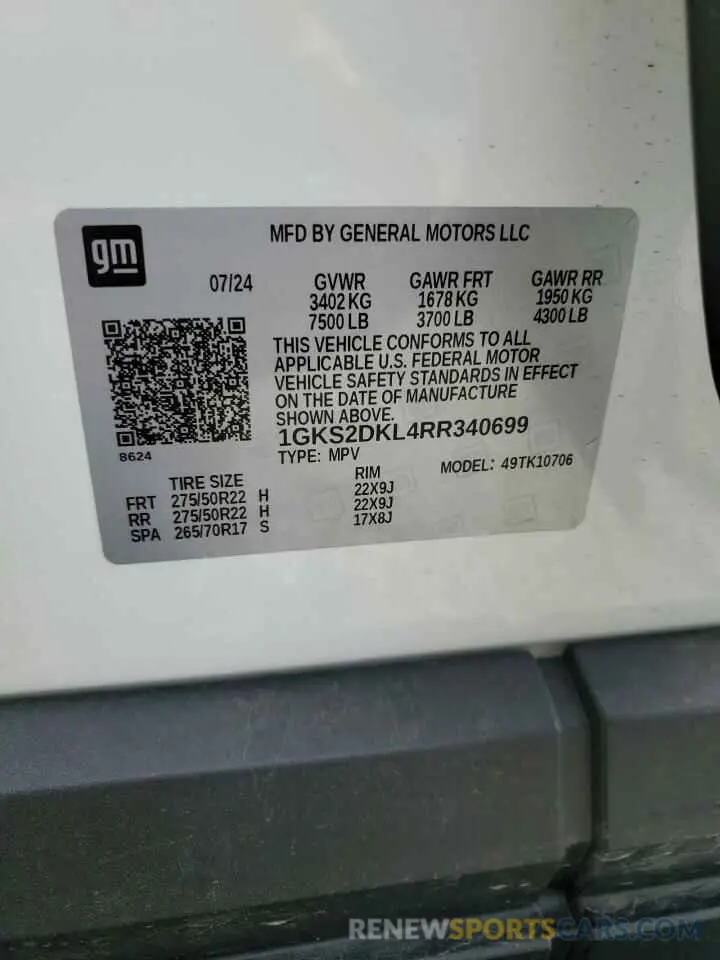 gm
MFD BY GENERAL MOTORS LLC
07/24 GVWR GAWR FRT GAWR RR
3402 KG 1678 KG 1950 KG
7500 LB 3700 LB 4300 LB
THIS VEHICLE CONFORMS TO ALL
APPLICABLE U.S. FEDERAL MOTOR
VEHICLE SAFETY STANDARDS IN EFFECT
ON THE DATE OF MANUFACTURE
SHOWN ABOVE.
1GKS2DKL4RR340699
8624
TYPE: MPV MODEL: 49TK10706
TIRE SIZE RIM
FRT 275/50R22 H 22X9J
RR 275/50R22 H 22X9J
SPA 265/70R17 S 17X8J
RENEWSPORTSCARS.COM